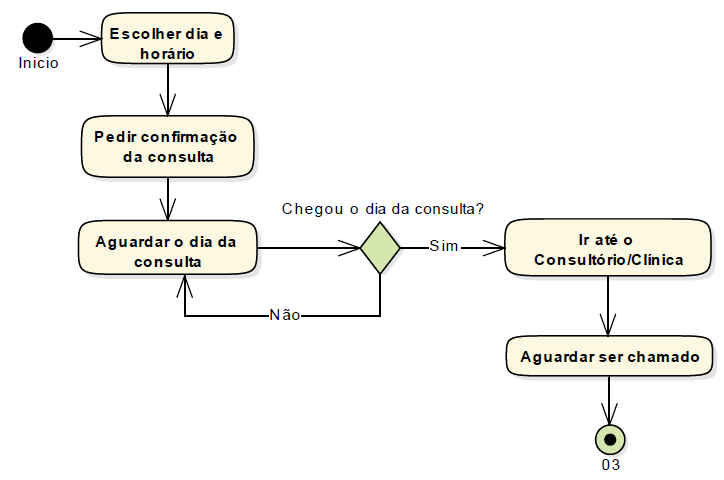 Inicio
Escolher dia e
horário
Pedir confirmação
da consulta
Aguardar o dia da
consulta
Chegou o dia da consulta?
Sim
Não
Ir até o
Consultório/Clínica
Aguardar ser chamado
03